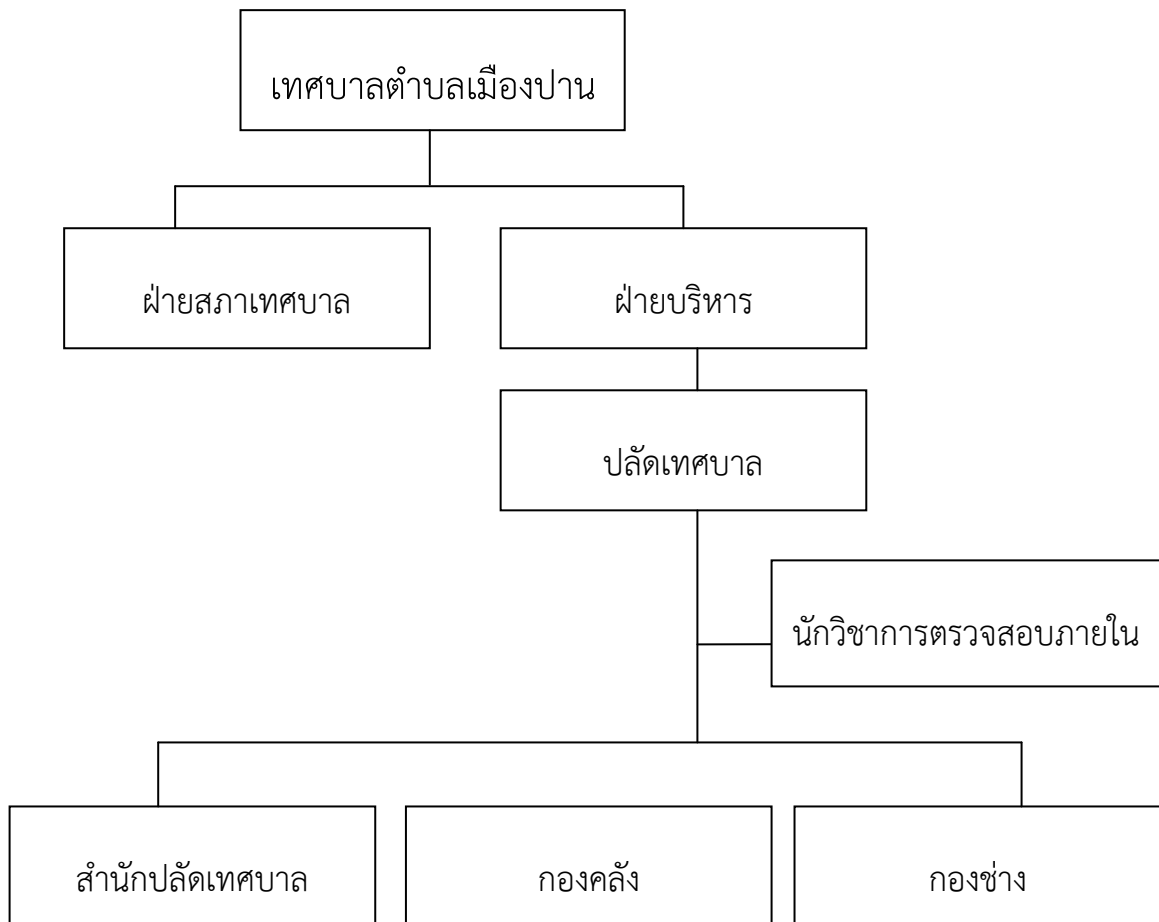 เทศบาลตำบลเมืองปาน
ฝ่ายสภาเทศบาล
ฝ่ายบริหาร
ปลัดเทศบาล
นักวิชาการตรวจสอบภายใน
สำนักปลัดเทศบาล
กองคลัง
กองช่าง